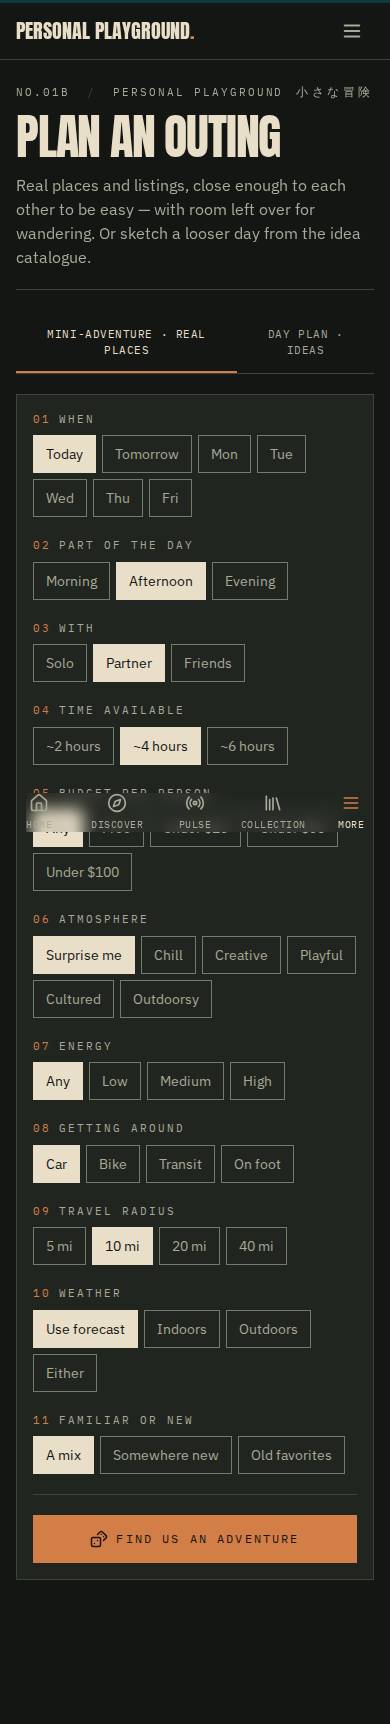 PERSONAL PLAYGROUND.
NO.01B / PERSONAL PLAYGROUND 小さな冒険
PLAN AN OUTING
Real places and listings, close enough to each
other to be easy — with room left over for
wandering. Or sketch a looser day from the idea
catalogue.
MINI-ADVENTURE · REAL
PLACES
DAY PLAN ·
IDEAS
01 WHEN
Today Tomorrow Mon Tue
Wed Thu Fri
02 PART OF THE DAY
Morning Afternoon Evening
03 WITH
Solo Partner Friends
04 TIME AVAILABLE
~2 hours ~4 hours ~6 hours
05 BUDGET PER PERSON
HOME DISCOVER PULSE COLLECTION MORE
Any
Under $100
06 ATMOSPHERE
Surprise me Chill Creative Playful
Cultured Outdoorsy
07 ENERGY
Any Low Medium High
08 GETTING AROUND
Car Bike Transit On foot
09 TRAVEL RADIUS
5 mi 10 mi 20 mi 40 mi
10 WEATHER
Use forecast Indoors Outdoors
Either
11 FAMILIAR OR NEW
A mix Somewhere new Old favorites
FIND US AN ADVENTURE